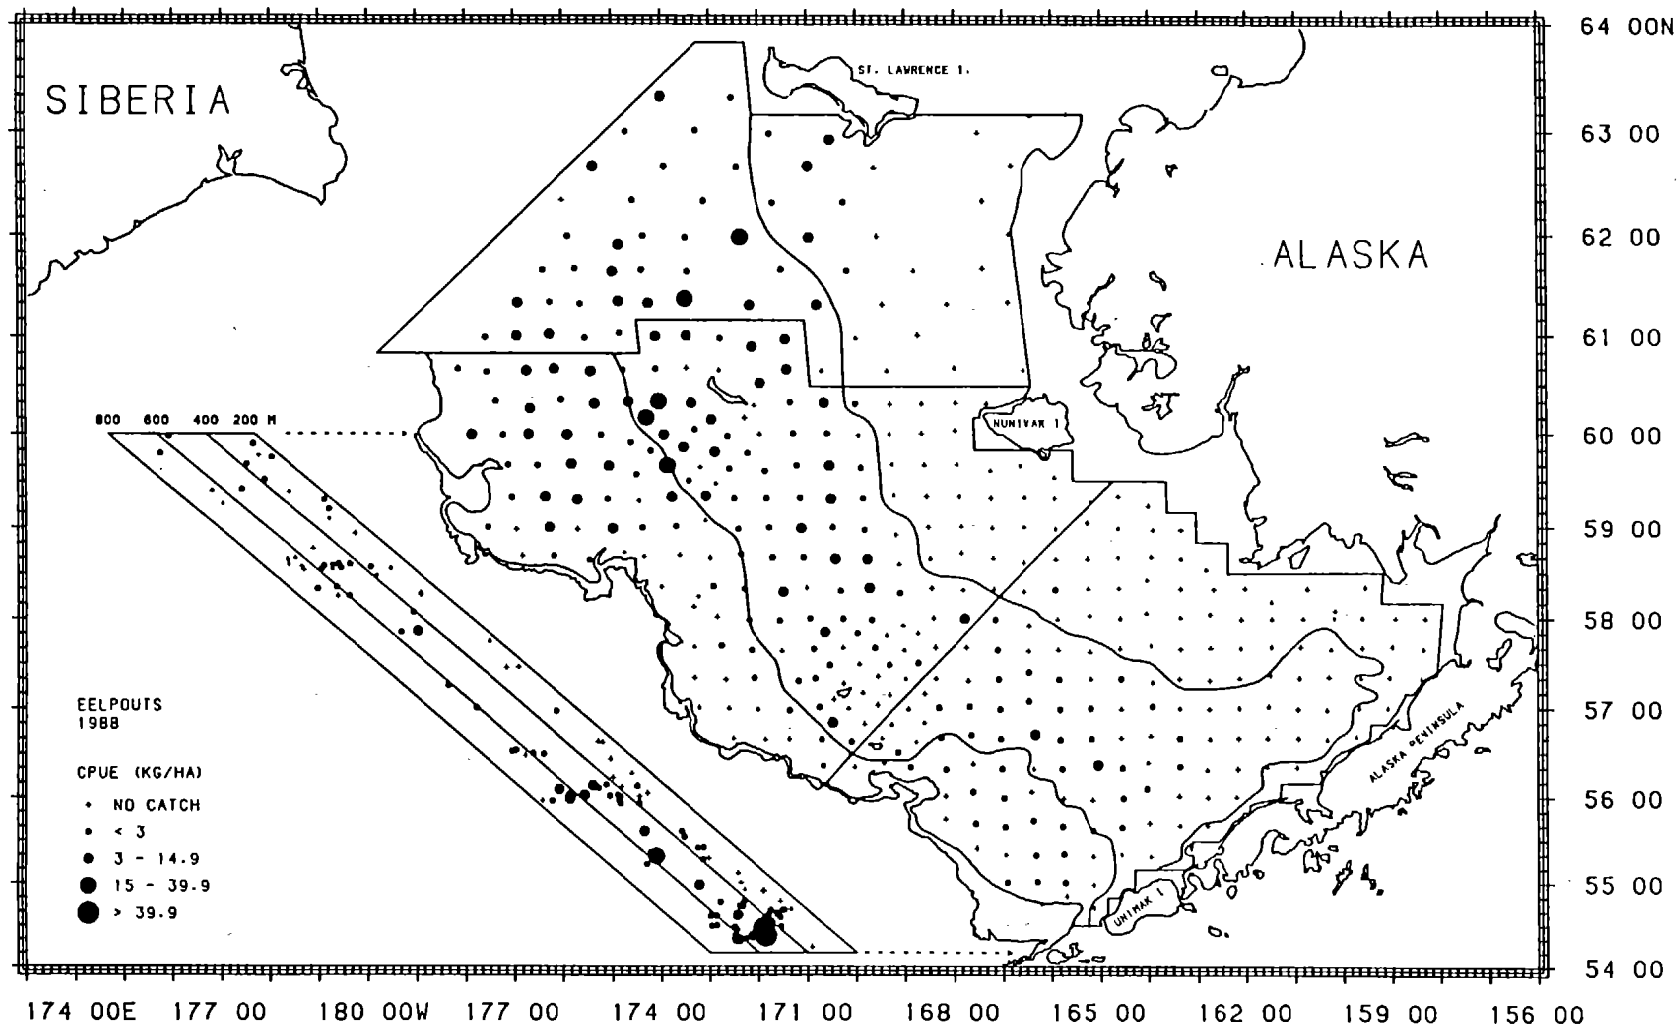 64 00N
ST. LAWRENCE I.
SIBERIA
63 00
62 00
ALASKA
61 00
800 600 400 200 M
NUNIVAK I
60 00
59 00
58 00
EELPOUTS
1988
57 00
ALASKA PENINSULA
CPUE (KG/HA)
+ NO CATCH
• < 3
● 3 - 14.9
● 15 - 39.9
● > 39.9
56 00
55 00
UNIMAK I
54 00
174 00E 177 00 180 00W 177 00 174 00 171 00 168 00 165 00 162 00 159 00 156 00